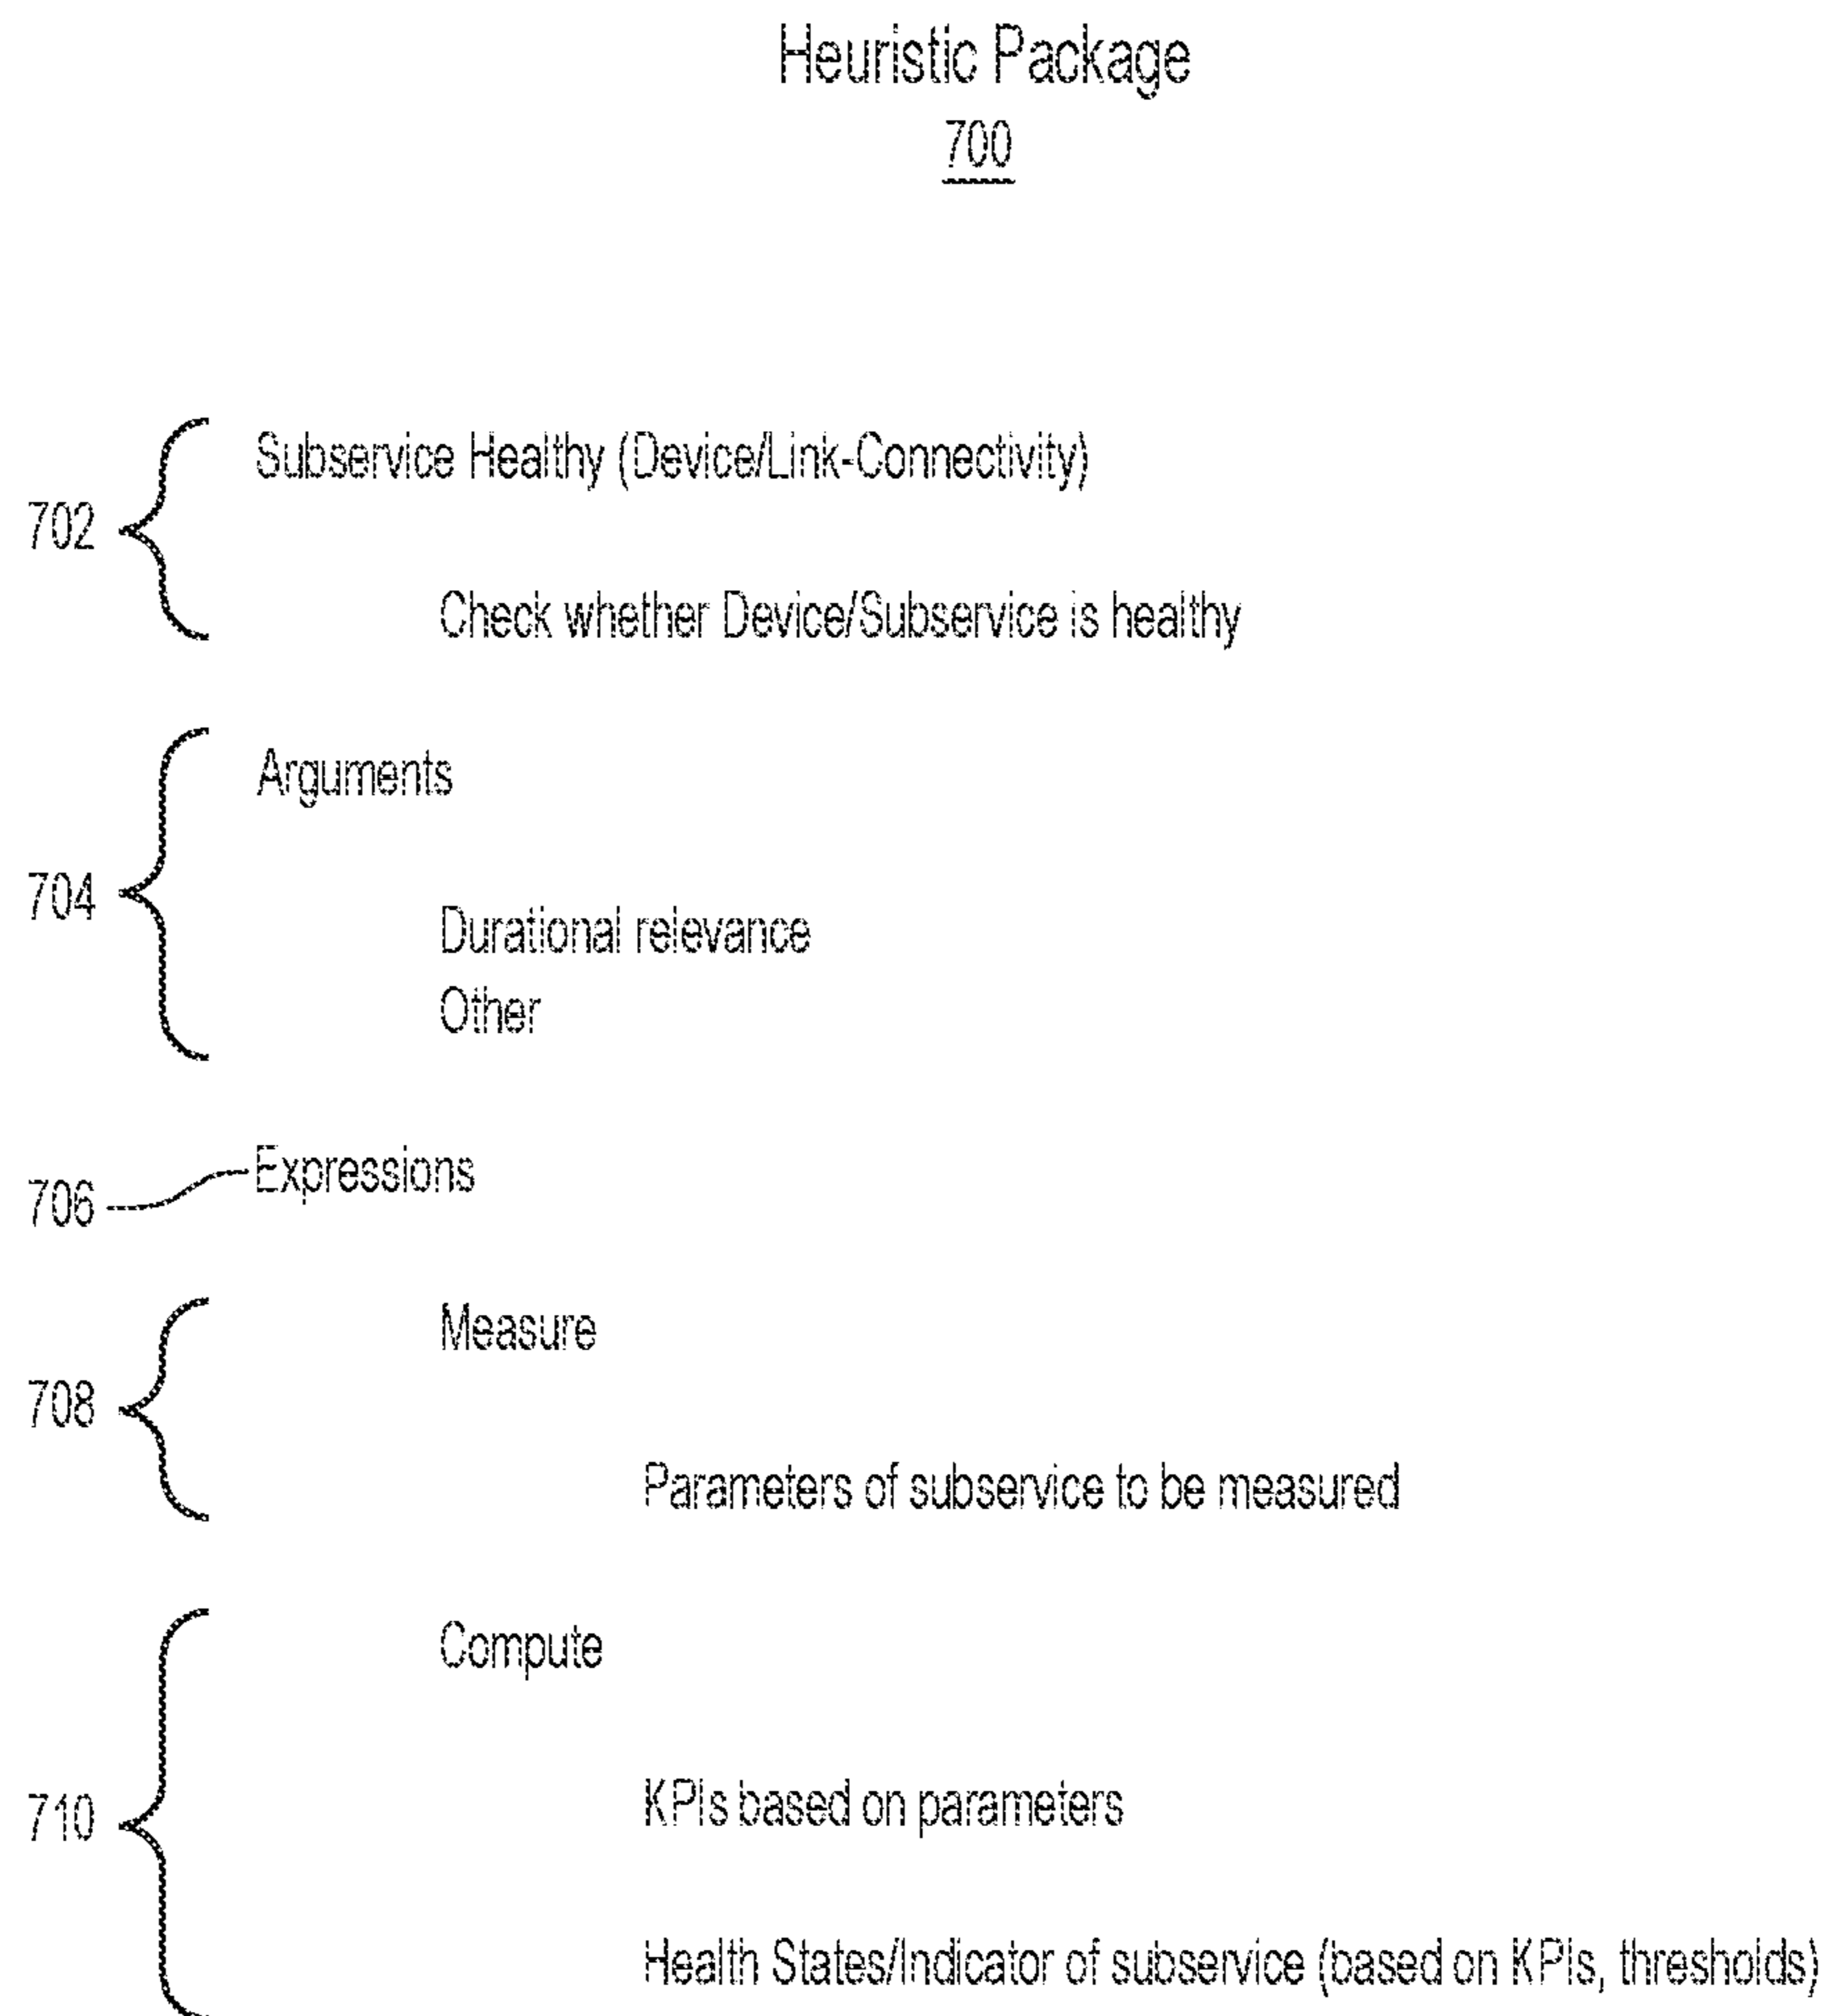 Heuristic Package
700
Subservice Healthy (Device/Link-Connectivity)
702
Check whether Device/Subservice is healthy
Arguments
704
Durational relevance
Other
Expressions
706
Measure
708
Parameters of subservice to be measured
Compute
710
KPIs based on parameters
Health States/Indicator of subservice (based on KPIs, thresholds)